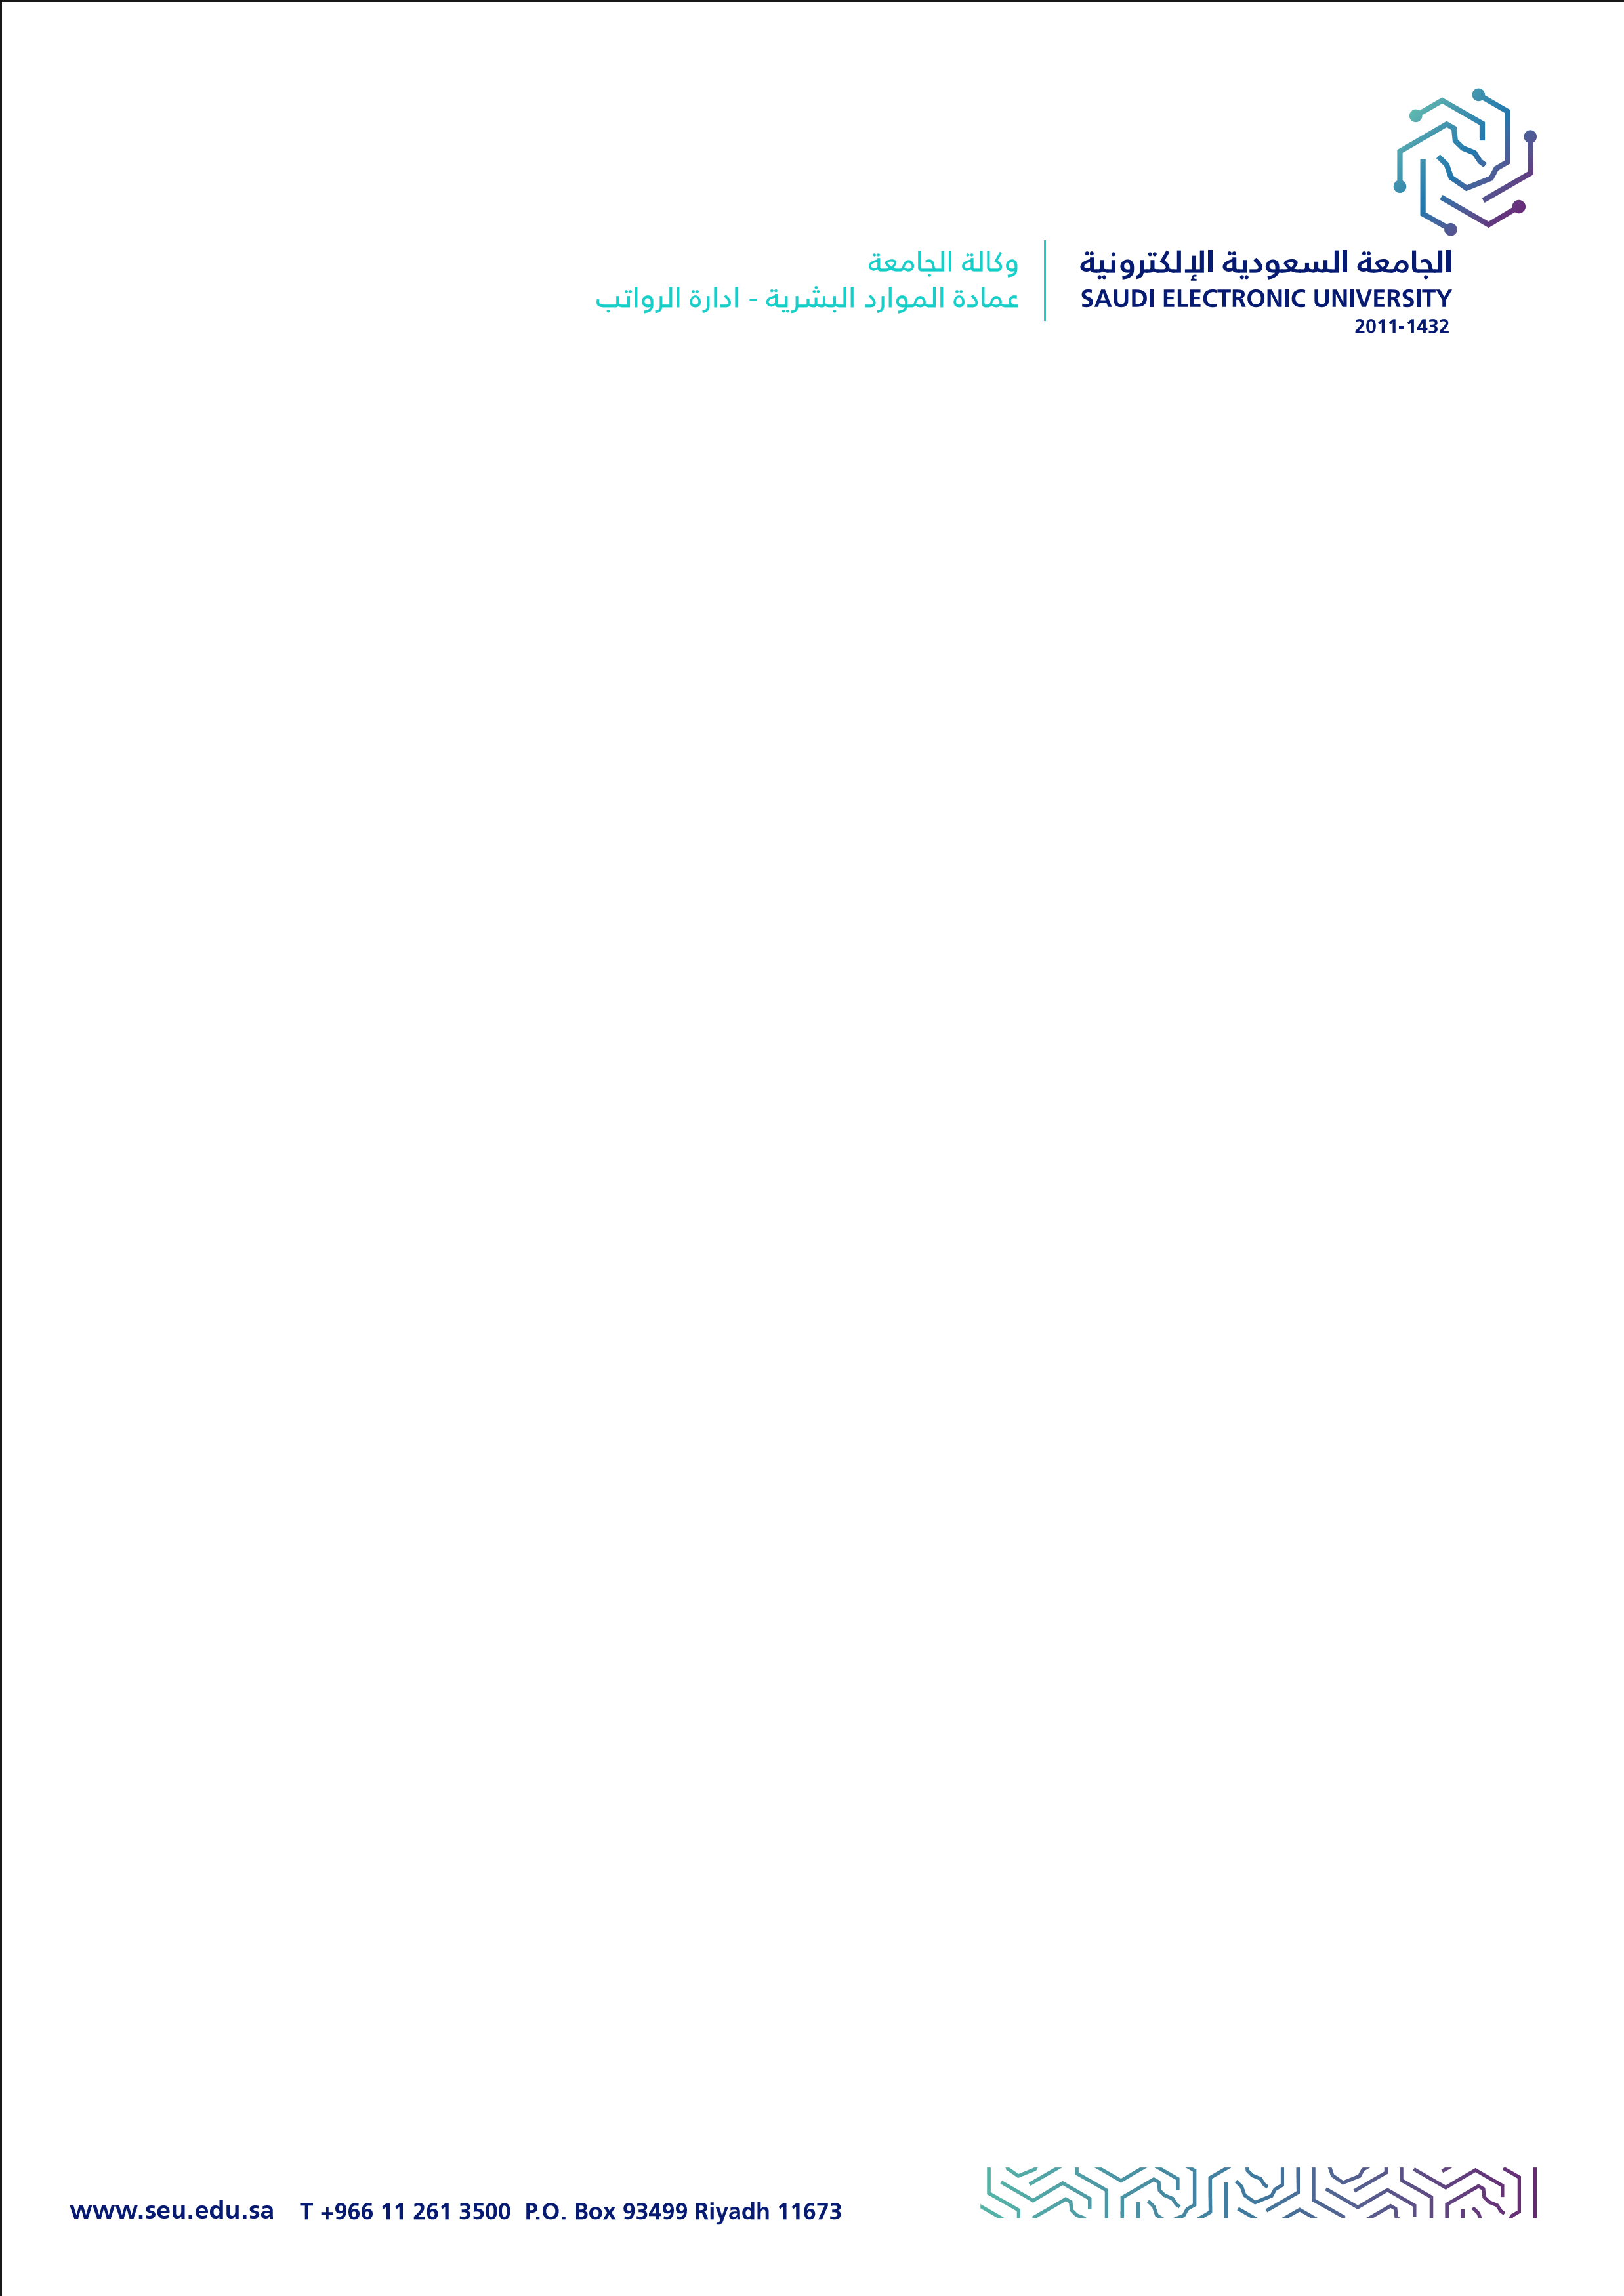 الجامعة السعودية الإلكترونية
SAUDI ELECTRONIC UNIVERSITY
2011-1432
وكالة الجامعة
عمادة الموارد البشرية - ادارة الرواتب
www.seu.edu.sa T +966 11 261 3500 P.O. Box 93499 Riyadh 11673